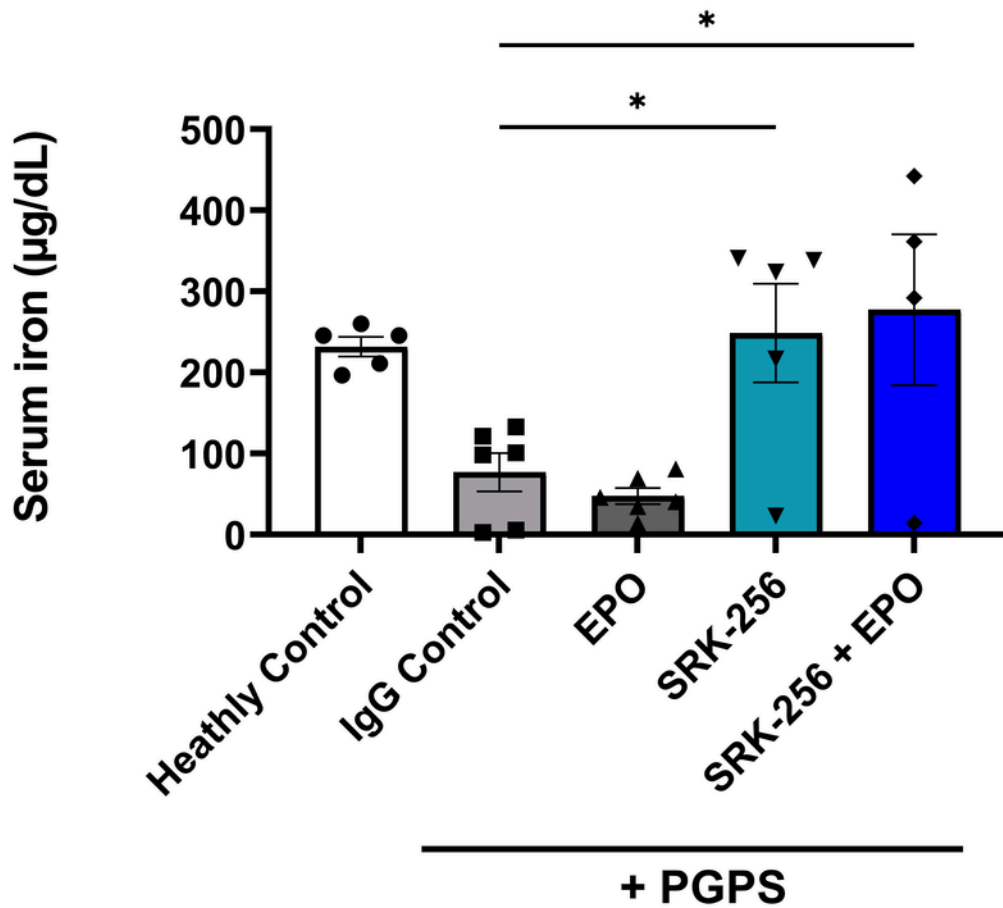 *
*
Serum iron (µg/dL)
500
400
300
200
100
0
Heathly Control
IgG Control
EPO
SRK-256
SRK-256 + EPO
+ PGPS